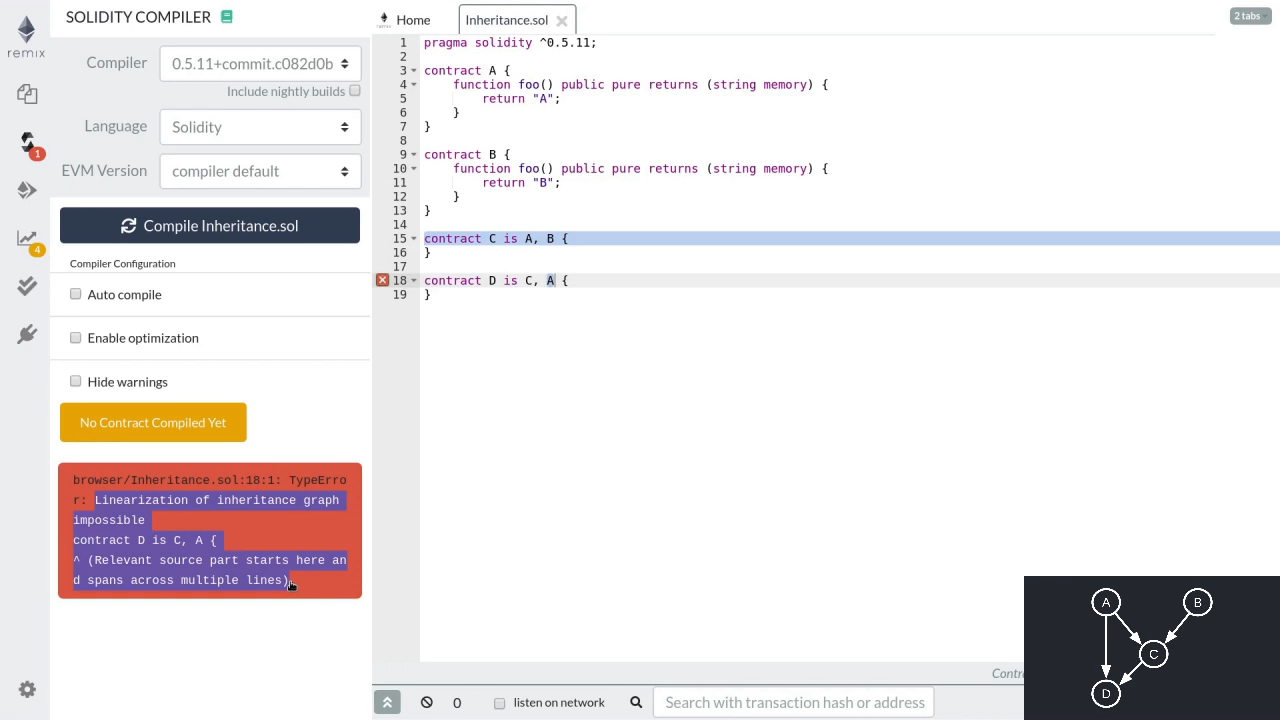 SOLIDITY COMPILER
remix
Compiler
0.5.11+commit.c082d0b
Include nightly builds
Language
Solidity
EVM Version
compiler default
1
4
Compile Inheritance.sol
Compiler Configuration
Auto compile
Enable optimization
Hide warnings
No Contract Compiled Yet
browser/Inheritance.sol:18:1: TypeErro
r: Linearization of inheritance graph
impossible
contract D is C, A {
^ (Relevant source part starts here an
d spans across multiple lines)
remix
Home
Inheritance.sol
2 tabs
1 pragma solidity ^0.5.11;
2
3 contract A {
4 function foo() public pure returns (string memory) {
5 return "A";
6 }
7 }
8
9 contract B {
10 function foo() public pure returns (string memory) {
11 return "B";
12 }
13 }
14
15 contract C is A, B {
16 }
17
18 contract D is C, A {
19 }
Contr
0
listen on network
Search with transaction hash or address
A
B
C
D